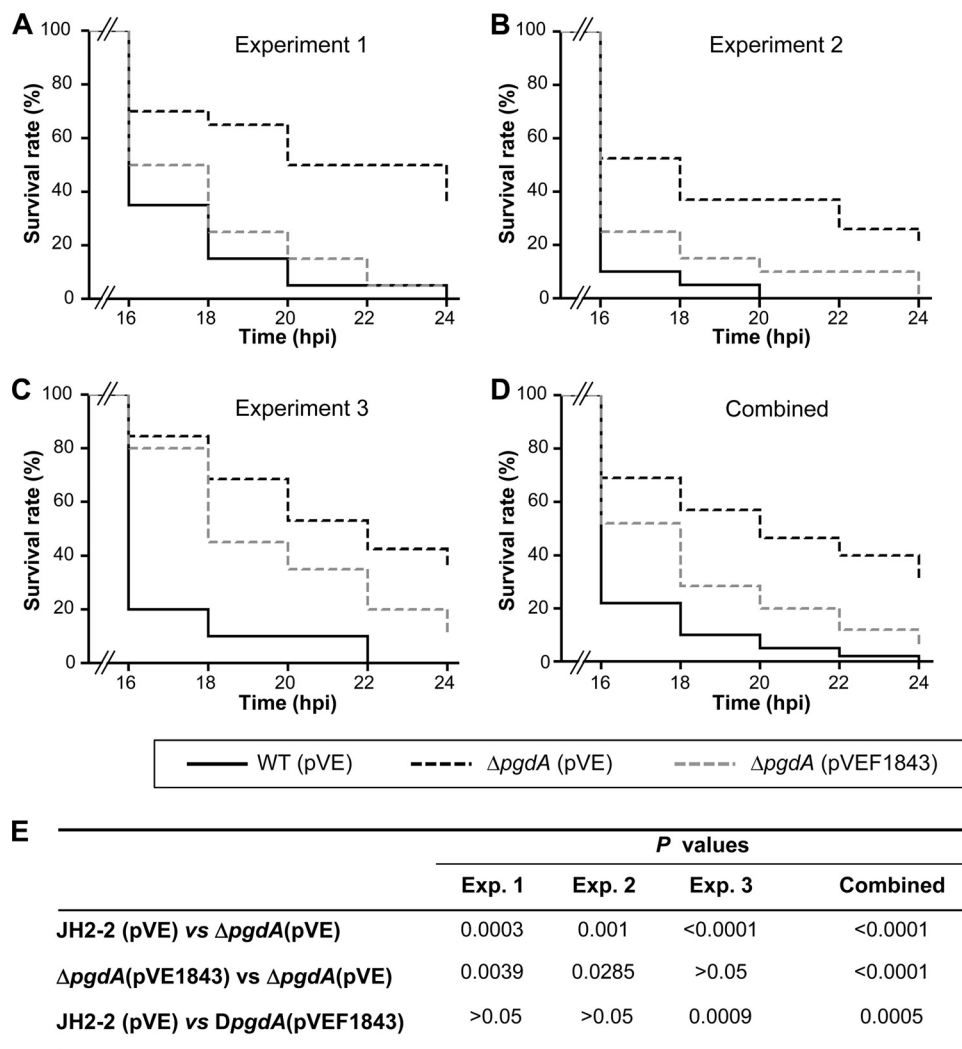 A
Experiment 1
Survival rate (%)
100
80
60
40
20
0
16
18
20
22
24
Time (hpi)
B
Experiment 2
Survival rate (%)
100
80
60
40
20
0
16
18
20
22
24
Time (hpi)
C
Experiment 3
Survival rate (%)
100
80
60
40
20
0
16
18
20
22
24
Time (hpi)
D
Combined
Survival rate (%)
100
80
60
40
20
0
16
18
20
22
24
Time (hpi)
WT (pVE) ΔpgdA (pVE) ΔpgdA (pVEF1843)
E
P values
Exp. 1 Exp. 2 Exp. 3 Combined
JH2-2 (pVE) vs ΔpgdA(pVE) 0.0003 0.001 <0.0001 <0.0001
ΔpgdA(pVE1843) vs ΔpgdA(pVE) 0.0039 0.0285 >0.05 <0.0001
JH2-2 (pVE) vs DpgdA(pVEF1843) >0.05 >0.05 0.0009 0.0005